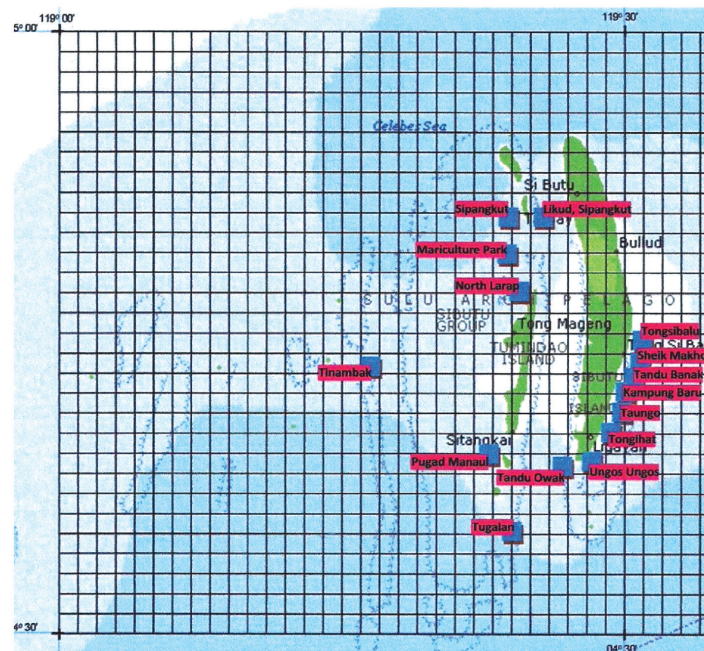 119° 00'
119° 30'
5° 00'
Celebes Sea
Si Butu
Sipangkut
Likud, Sipangkut
Mariculture Park
Bulud
North Larap
SULU ARCHIPELAGO
SIBUTU
GROUP
Tong Mageng
Tongsibalu
TUMINDAO
ISLAND
Sheik Makho
Tinambak
SIBUTU
Tandu Banak
Kampung Baru
ISLAND
Taungo
Tongihat
Sitangkai
Pugad Manaul
Tandu Owak
Ungos Ungos
Tugalan
4° 30'
04° 30'